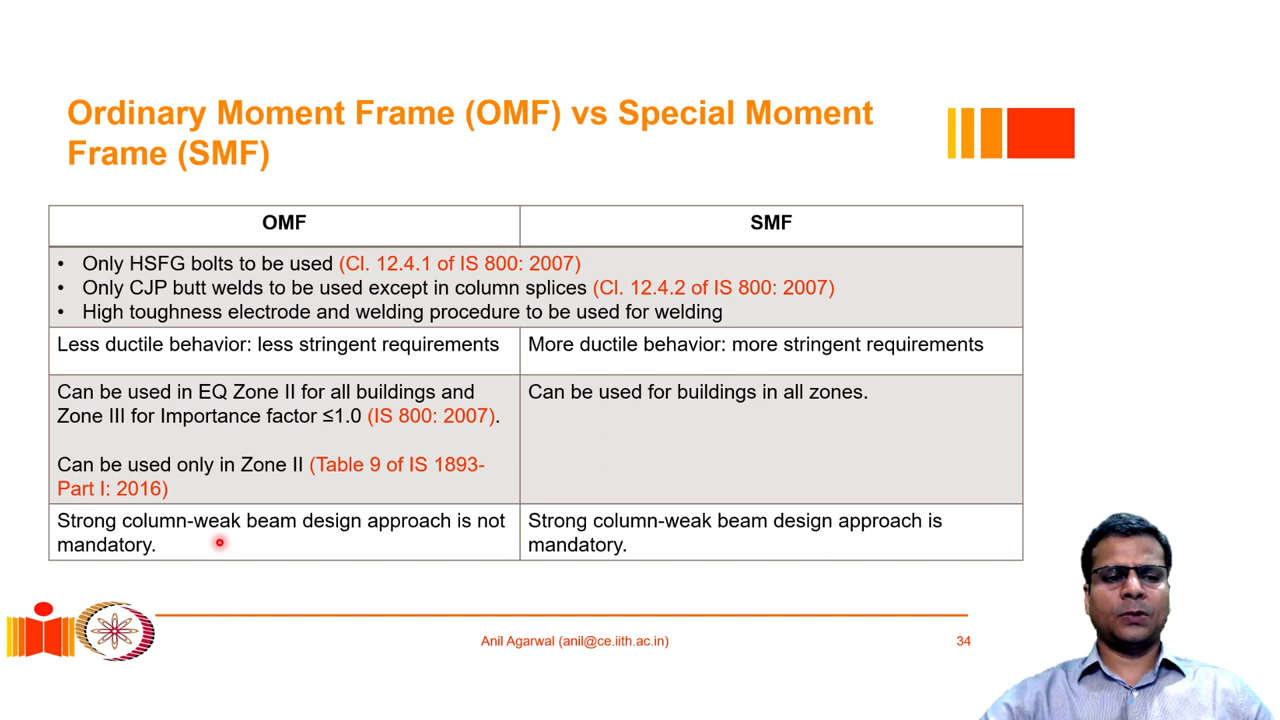 Ordinary Moment Frame (OMF) vs Special Moment
Frame (SMF)
OMF
SMF
• Only HSFG bolts to be used (Cl. 12.4.1 of IS 800: 2007)
• Only CJP butt welds to be used except in column splices (Cl. 12.4.2 of IS 800: 2007)
• High toughness electrode and welding procedure to be used for welding
Less ductile behavior: less stringent requirements
More ductile behavior: more stringent requirements
Can be used in EQ Zone II for all buildings and
Zone III for Importance factor ≤1.0 (IS 800: 2007).
Can be used only in Zone II (Table 9 of IS 1893-
Part I: 2016)
Can be used for buildings in all zones.
Strong column-weak beam design approach is not
mandatory.
Strong column-weak beam design approach is
mandatory.
Anil Agarwal (anil@ce.iith.ac.in)
34